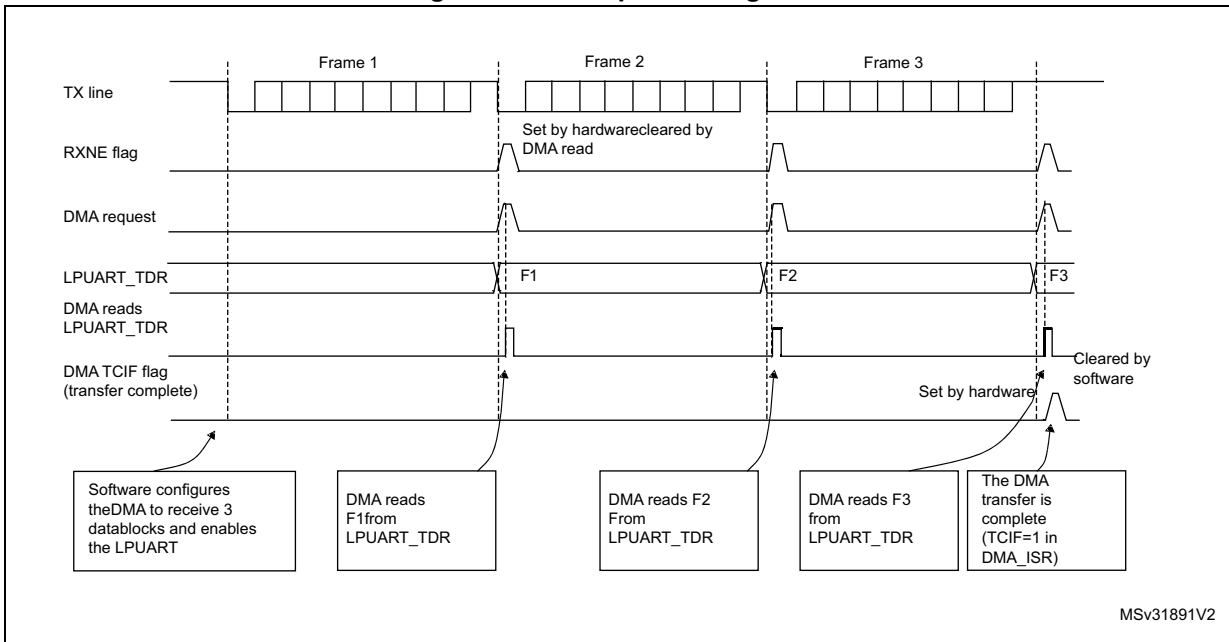 Frame 1
Frame 2
Frame 3
TX line
Set by hardwarecleared by
DMA read
RXNE flag
DMA request
LPUART_TDR
F1
F2
F3
DMA reads
LPUART_TDR
DMA TCIF flag
(transfer complete)
Set by hardware
Cleared by
software
Software configures
theDMA to receive 3
datablocks and enables
the LPUART
DMA reads
F1from
LPUART_TDR
DMA reads F2
From
LPUART_TDR
DMA reads F3
from
LPUART_TDR
The DMA
transfer is
complete
(TCIF=1 in
DMA_ISR)
MSv31891V2